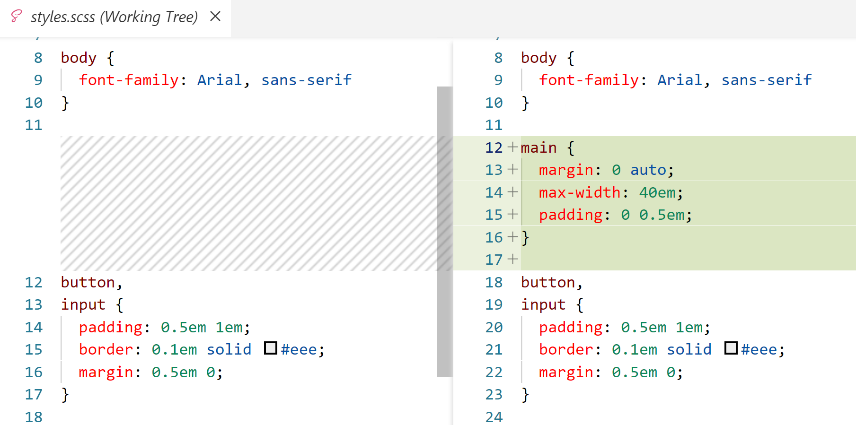 styles.scss (Working Tree) ×
8 body {
9 font-family: Arial, sans-serif
10 }
11
12 button,
13 input {
14 padding: 0.5em 1em;
15 border: 0.1em solid #eee;
16 margin: 0.5em 0;
17 }
18
8 body {
9 font-family: Arial, sans-serif
10 }
11
12 +main {
13 + margin: 0 auto;
14 + max-width: 40em;
15 + padding: 0 0.5em;
16 +}
17 +
18 button,
19 input {
20 padding: 0.5em 1em;
21 border: 0.1em solid #eee;
22 margin: 0.5em 0;
23 }
24